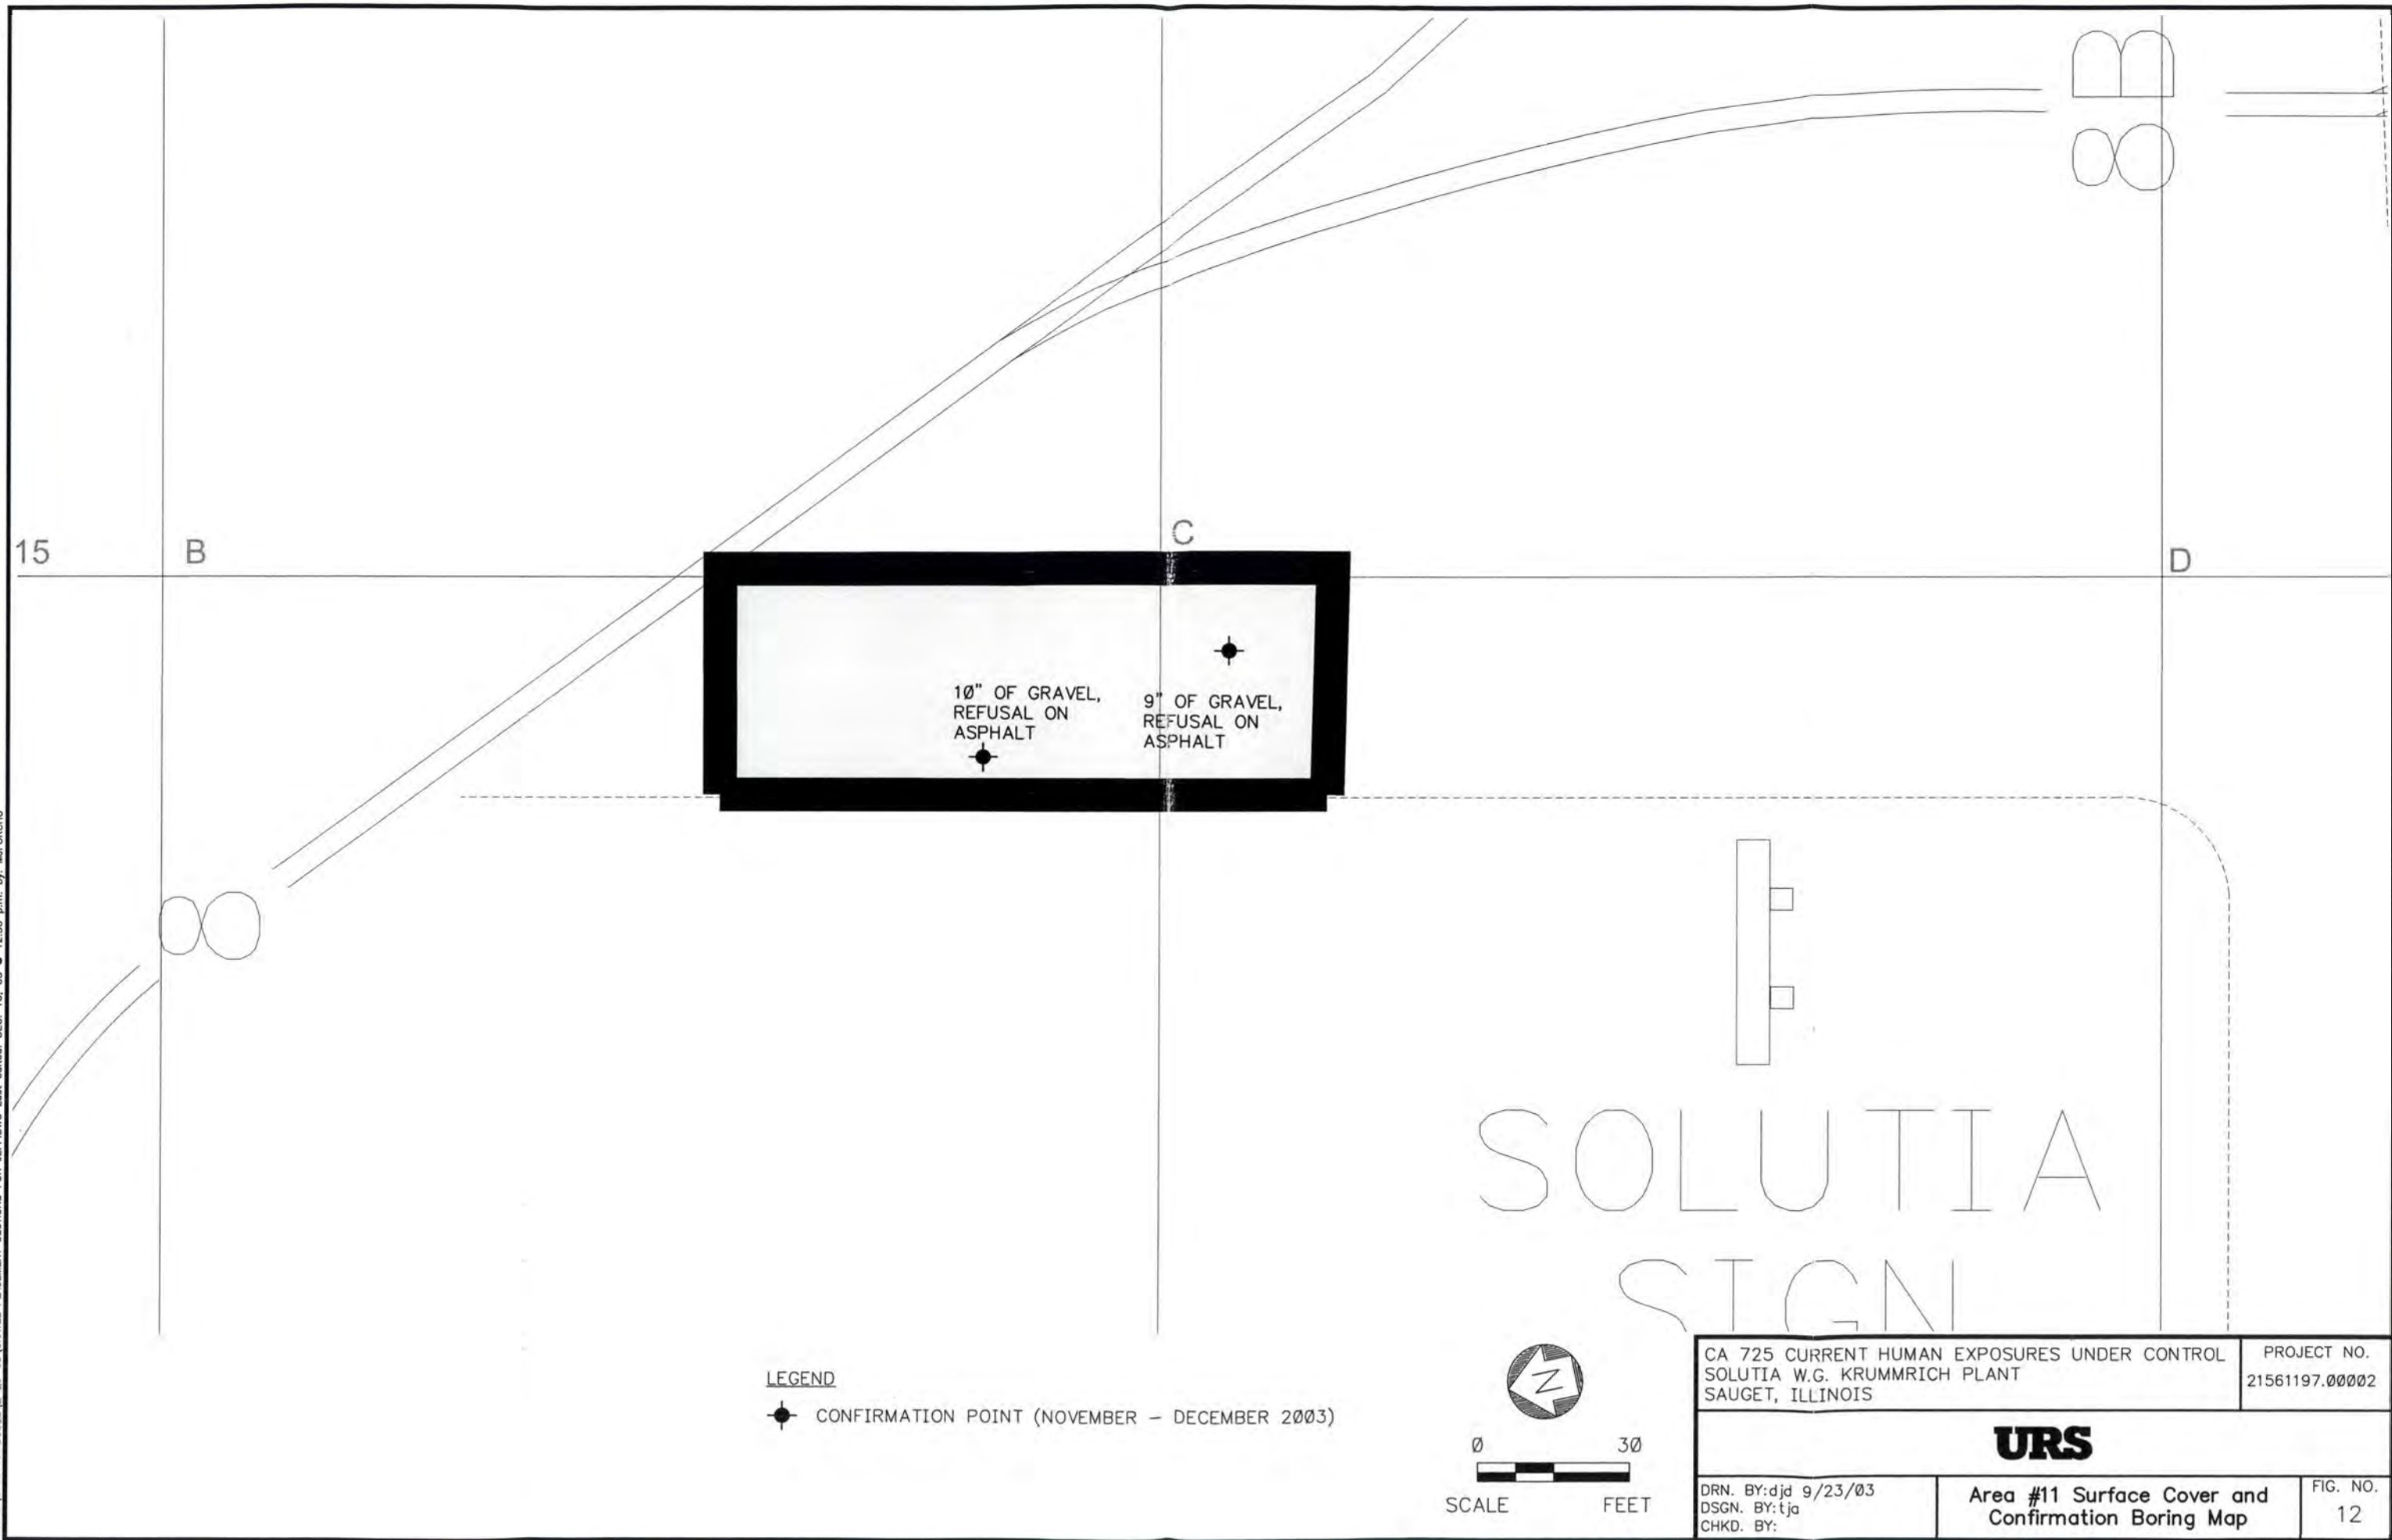 8B
15
B
C
D
10" OF GRAVEL,
REFUSAL ON
ASPHALT
9" OF GRAVEL,
REFUSAL ON
ASPHALT
8
SOLUTIA
SIGN
LEGEND
CONFIRMATION POINT (NOVEMBER – DECEMBER 2003)
N
0 30
SCALE FEET
CA 725 CURRENT HUMAN EXPOSURES UNDER CONTROL
SOLUTIA W.G. KRUMMRICH PLANT
SAUGET, ILLINOIS
PROJECT NO.
21561197.00002
URS
DRN. BY:djd 9/23/03
DSGN. BY:tja
CHKD. BY:
Area #11 Surface Cover and
Confirmation Boring Map
FIG. NO.
12